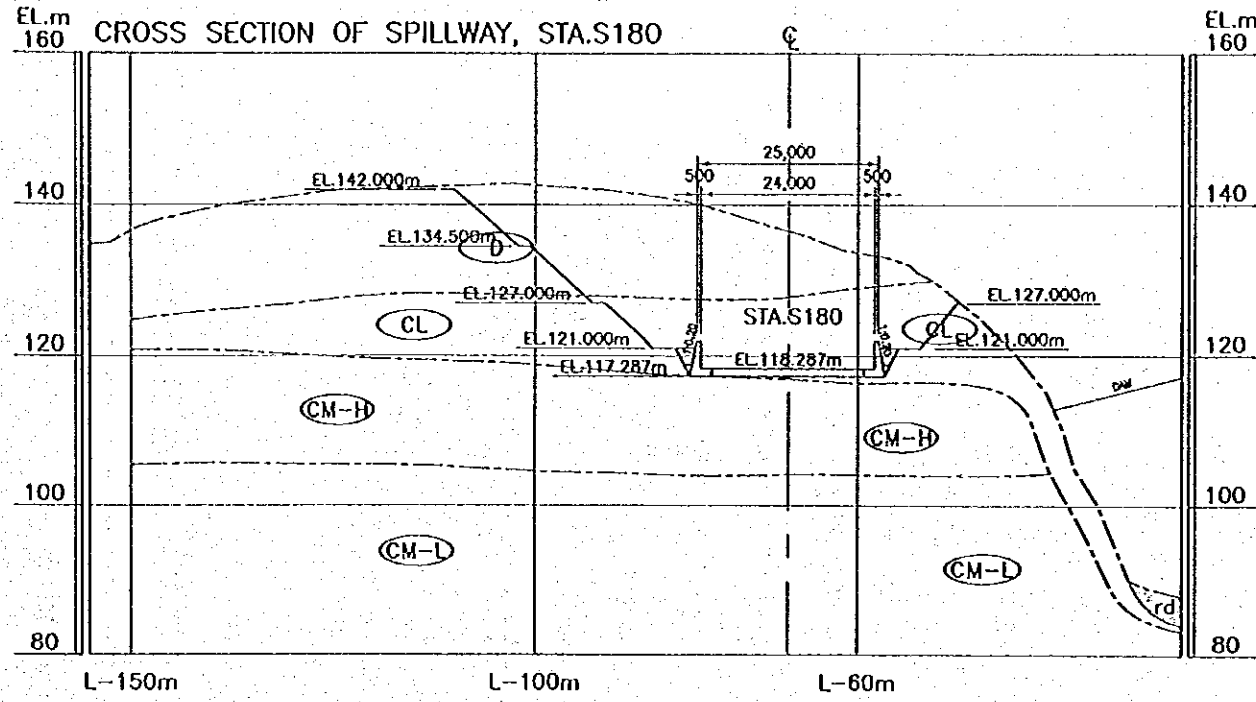 EL.m
160
CROSS SECTION OF SPILLWAY, STA.S180
℄
EL.m
160
25,000
500
500
24,000
EL.142.000m
140
140
EL.134.500m
D
EL.127.000m
EL.127.000m
CL
STA.S180
CL
EL.121.000m
EL.121.000m
120
120
EL.117.287m
EL.118.287m
CM-H
CM-H
100
100
CM-L
CM-L
rd
80
80
L-150m
L-100m
L-60m